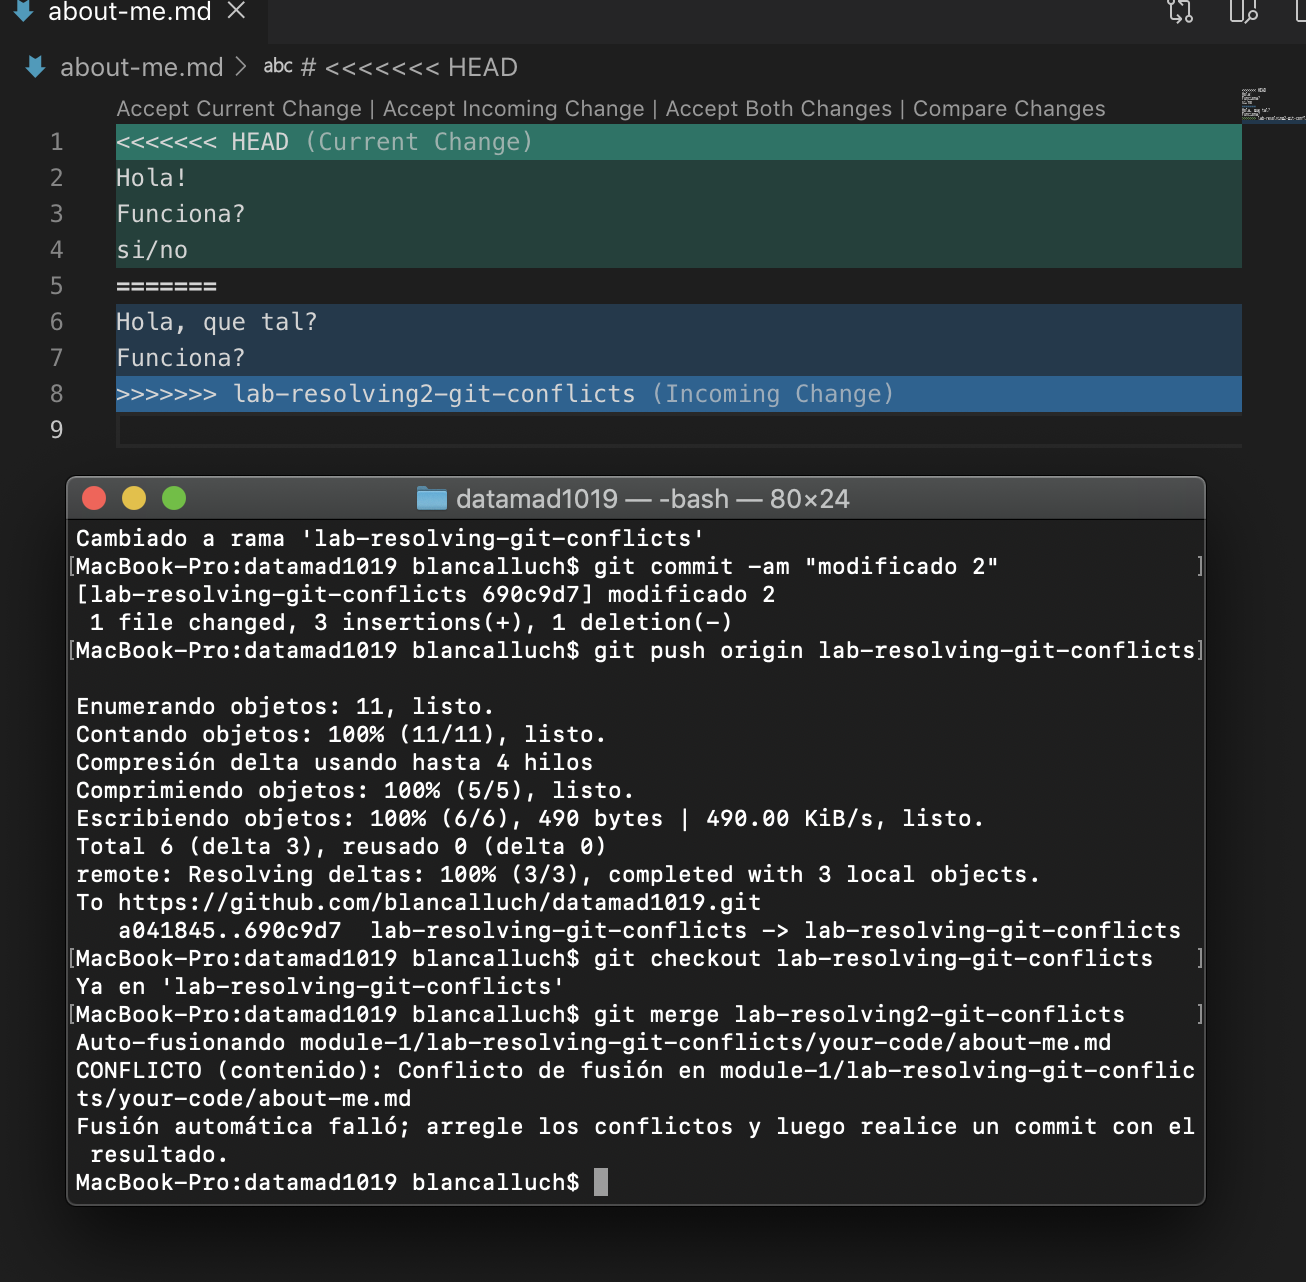 about-me.md
about-me.md > abc # <<<<<<< HEAD
Accept Current Change | Accept Incoming Change | Accept Both Changes | Compare Changes
1 <<<<<<< HEAD (Current Change)
2 Hola!
3 Funciona?
4 si/no
5 =======
6 Hola, que tal?
7 Funciona?
8 >>>>>>> lab-resolving2-git-conflicts (Incoming Change)
9
datamad1019 — -bash — 80×24
Cambiado a rama 'lab-resolving-git-conflicts'
[MacBook-Pro:datamad1019 blancalluch$ git commit -am "modificado 2" ]
[lab-resolving-git-conflicts 690c9d7] modificado 2
1 file changed, 3 insertions(+), 1 deletion(-)
[MacBook-Pro:datamad1019 blancalluch$ git push origin lab-resolving-git-conflicts]
Enumerando objetos: 11, listo.
Contando objetos: 100% (11/11), listo.
Compresión delta usando hasta 4 hilos
Comprimiendo objetos: 100% (5/5), listo.
Escribiendo objetos: 100% (6/6), 490 bytes | 490.00 KiB/s, listo.
Total 6 (delta 3), reusado 0 (delta 0)
remote: Resolving deltas: 100% (3/3), completed with 3 local objects.
To https://github.com/blancalluch/datamad1019.git
a041845..690c9d7 lab-resolving-git-conflicts -> lab-resolving-git-conflicts
[MacBook-Pro:datamad1019 blancalluch$ git checkout lab-resolving-git-conflicts ]
Ya en 'lab-resolving-git-conflicts'
[MacBook-Pro:datamad1019 blancalluch$ git merge lab-resolving2-git-conflicts ]
Auto-fusionando module-1/lab-resolving-git-conflicts/your-code/about-me.md
CONFLICTO (contenido): Conflicto de fusión en module-1/lab-resolving-git-conflic
ts/your-code/about-me.md
Fusión automática falló; arregle los conflictos y luego realice un commit con el
resultado.
MacBook-Pro:datamad1019 blancalluch$